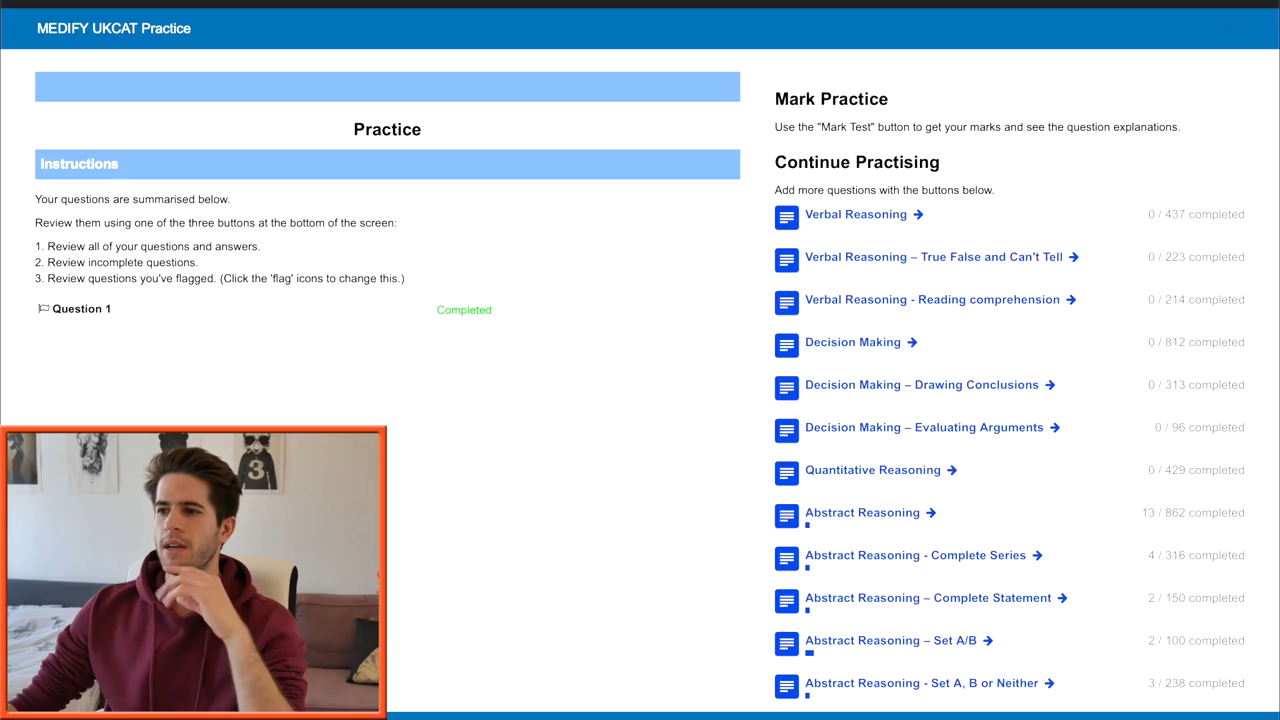 MEDIFY UKCAT Practice
Practice
Instructions
Your questions are summarised below.
Review them using one of the three buttons at the bottom of the screen:
1. Review all of your questions and answers.
2. Review incomplete questions.
3. Review questions you've flagged. (Click the 'flag' icons to change this.)
Question 1 Completed
Mark Practice
Use the "Mark Test" button to get your marks and see the question explanations.
Continue Practising
Add more questions with the buttons below.
Verbal Reasoning → 0 / 437 completed
Verbal Reasoning – True False and Can't Tell → 0 / 223 completed
Verbal Reasoning - Reading comprehension → 0 / 214 completed
Decision Making → 0 / 812 completed
Decision Making – Drawing Conclusions → 0 / 313 completed
Decision Making – Evaluating Arguments → 0 / 96 completed
Quantitative Reasoning → 0 / 429 completed
Abstract Reasoning → 13 / 862 completed
Abstract Reasoning - Complete Series → 4 / 316 completed
Abstract Reasoning – Complete Statement → 2 / 150 completed
Abstract Reasoning – Set A/B → 2 / 100 completed
Abstract Reasoning - Set A, B or Neither → 3 / 238 completed
3